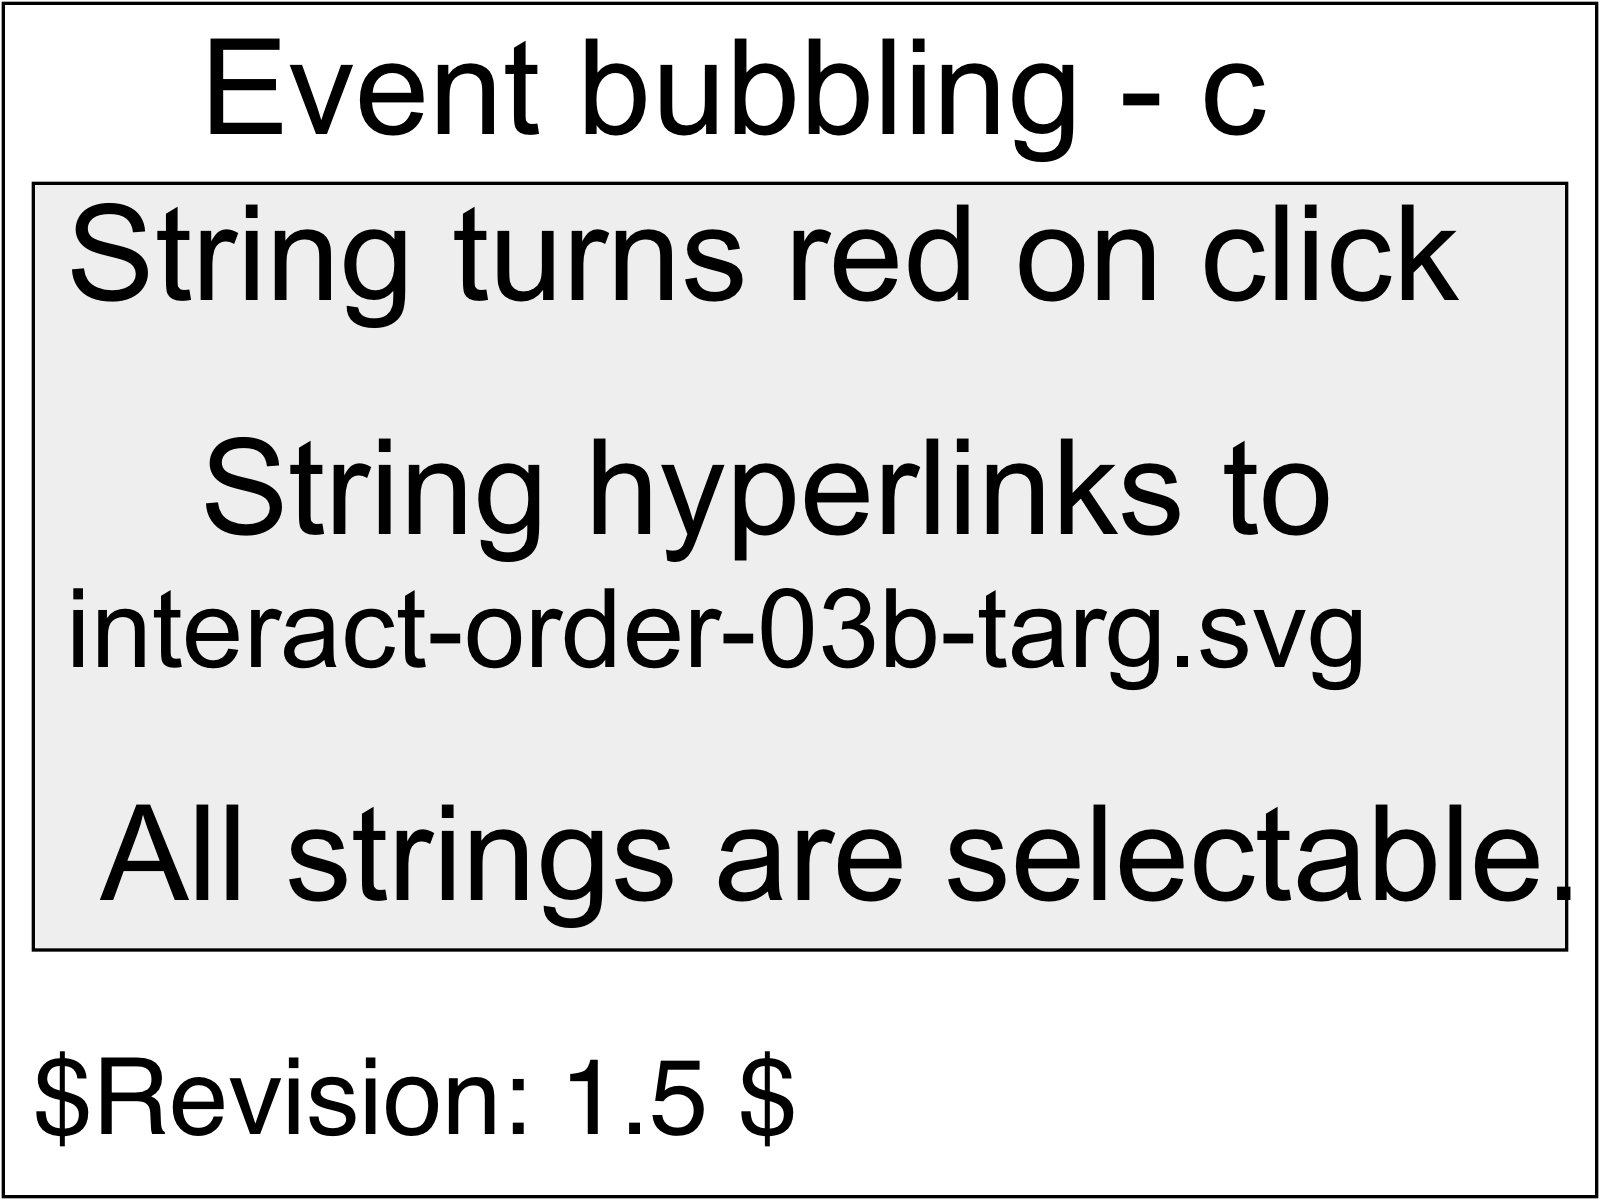 Event bubbling - c
String turns red on click
String hyperlinks to
interact-order-03b-targ.svg
All strings are selectable.
$Revision: 1.5 $